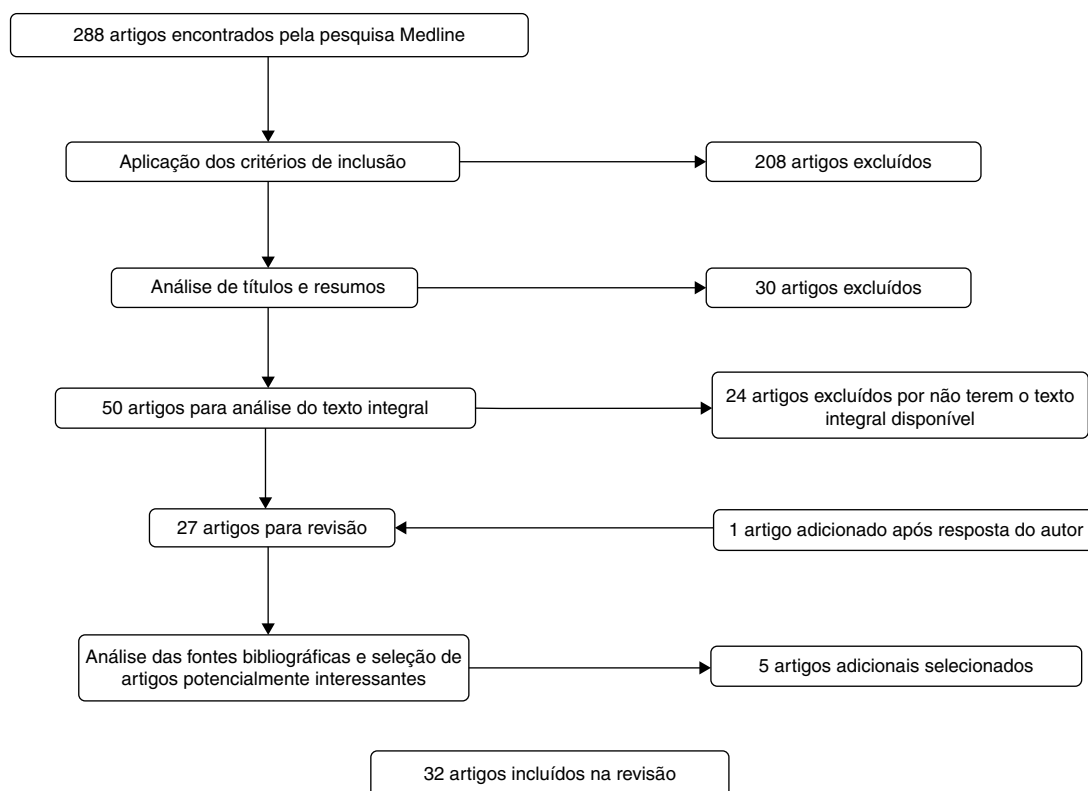 288 artigos encontrados pela pesquisa Medline
Aplicação dos critérios de inclusão
208 artigos excluídos
Análise de títulos e resumos
30 artigos excluídos
50 artigos para análise do texto integral
24 artigos excluídos por não terem o texto
integral disponível
27 artigos para revisão
1 artigo adicionado após resposta do autor
Análise das fontes bibliográficas e seleção de
artigos potencialmente interessantes
5 artigos adicionais selecionados
32 artigos incluídos na revisão